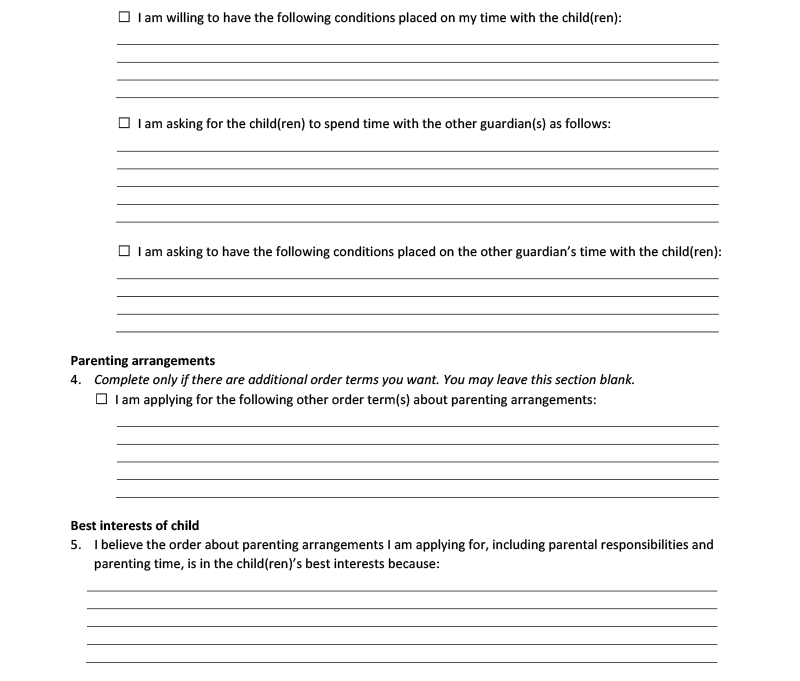 ☐ I am willing to have the following conditions placed on my time with the child(ren):
☐ I am asking for the child(ren) to spend time with the other guardian(s) as follows:
☐ I am asking to have the following conditions placed on the other guardian’s time with the child(ren):
Parenting arrangements
4. Complete only if there are additional order terms you want. You may leave this section blank.
☐ I am applying for the following other order term(s) about parenting arrangements:
Best interests of child
5. I believe the order about parenting arrangements I am applying for, including parental responsibilities and
parenting time, is in the child(ren)’s best interests because: